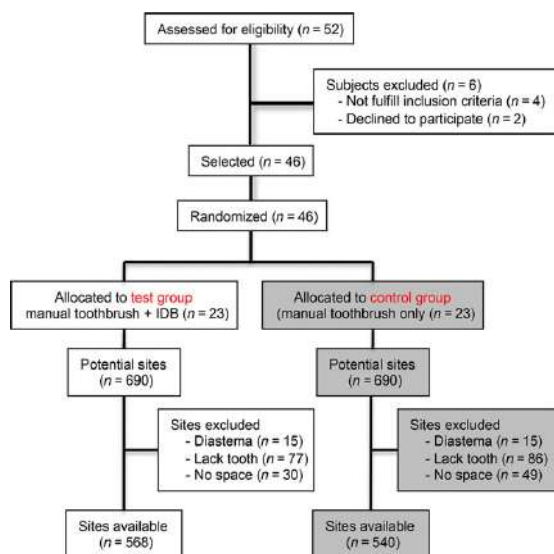 Assessed for eligibility (n = 52)
Subjects excluded (n = 6)
- Not fulfill inclusion criteria (n = 4)
- Declined to participate (n = 2)
Selected (n = 46)
Randomized (n = 46)
Allocated to test group
manual toothbrush + IDB (n = 23)
Allocated to control group
(manual toothbrush only (n = 23)
Potential sites
(n = 690)
Potential sites
(n = 690)
Sites excluded
- Diastema (n = 15)
- Lack tooth (n = 77)
- No space (n = 30)
Sites excluded
- Diastema (n = 15)
- Lack tooth (n = 86)
- No space (n = 49)
Sites available
(n = 568)
Sites available
(n = 540)